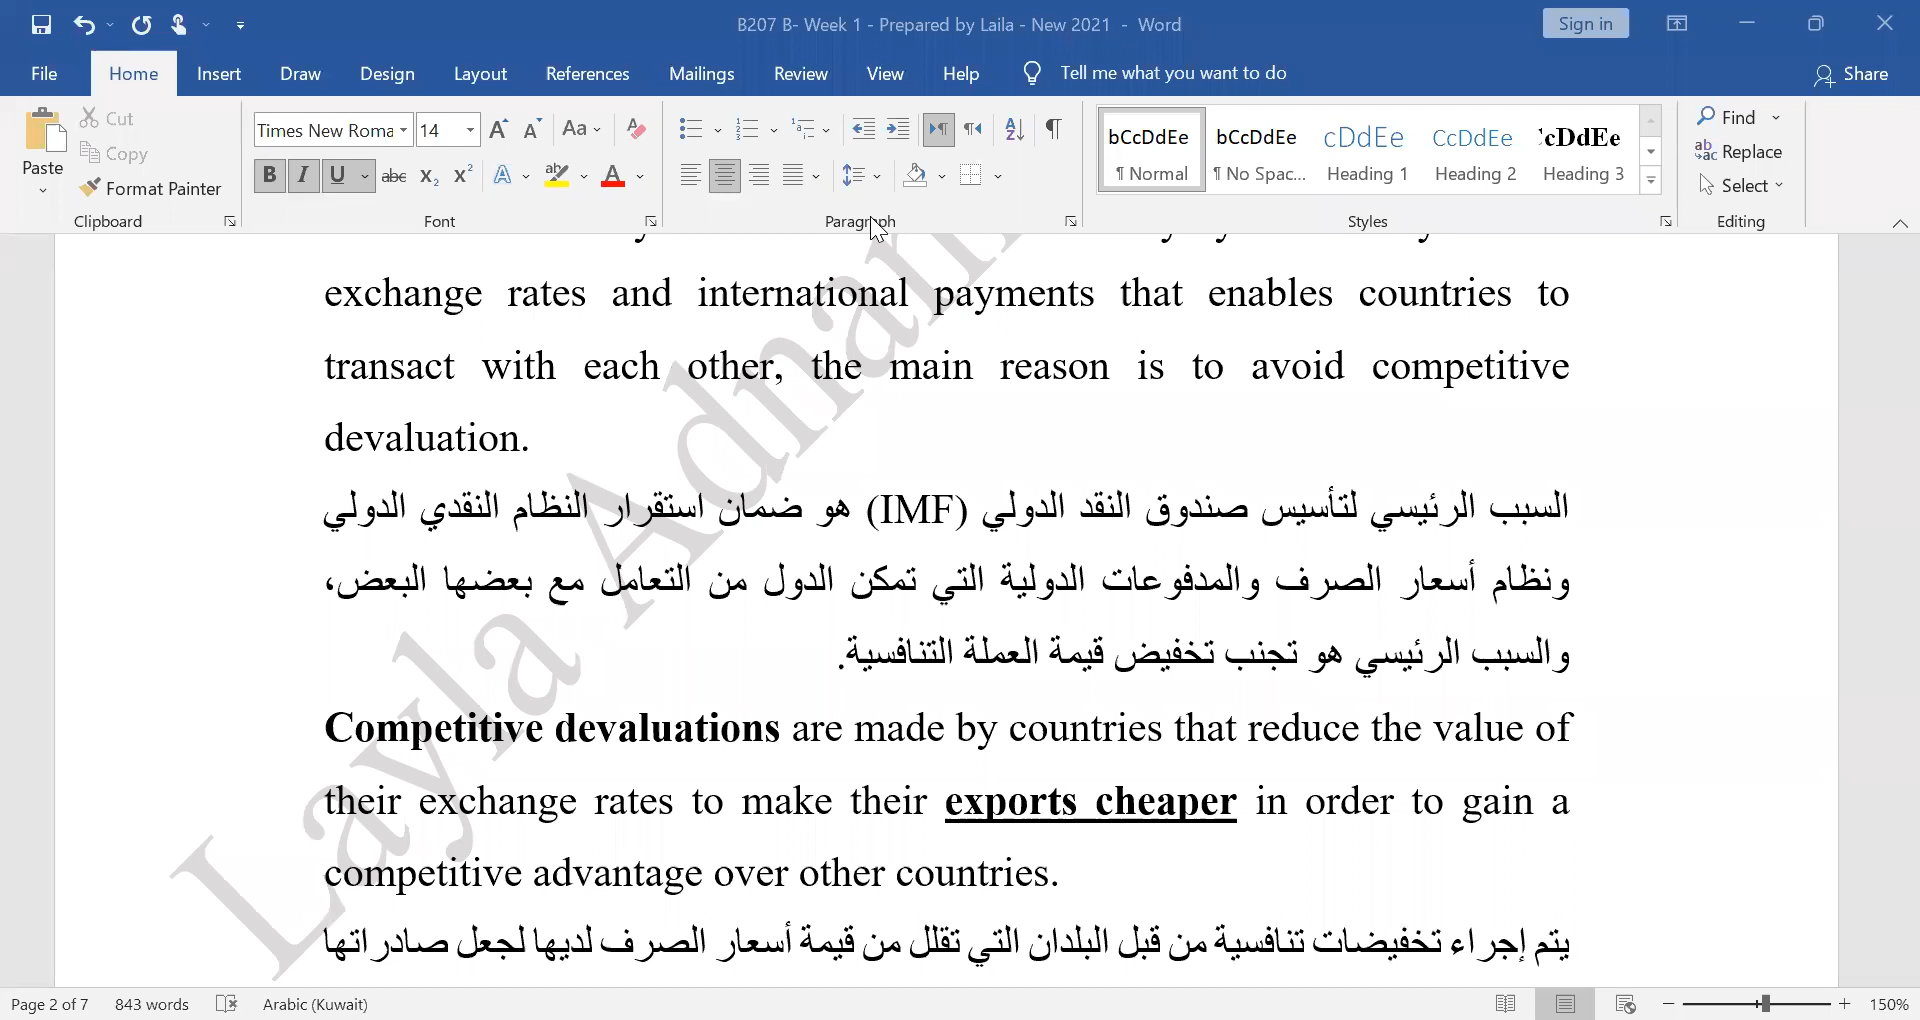 B207 B- Week 1 - Prepared by Laila - New 2021 - Word
Sign in
File Home Insert Draw Design Layout References Mailings Review View Help Tell me what you want to do Share
Paste
Cut
Copy
Format Painter
Clipboard
Times New Roma 14
Font
Paragraph
bCcDdEe bCcDdEe cDdEe CcDdEe cDdEe
¶ Normal ¶ No Spac... Heading 1 Heading 2 Heading 3
Styles
Find
Replace
Select
Editing
exchange rates and international payments that enables countries to
transact with each other, the main reason is to avoid competitive
devaluation.
السبب الرئيسي لتأسيس صندوق النقد الدولي (IMF) هو ضمان استقرار النظام النقدي الدولي
ونظام أسعار الصرف والمدفوعات الدولية التي تمكن الدول من التعامل مع بعضها البعض،
والسبب الرئيسي هو تجنب تخفيض قيمة العملة التنافسية.
Competitive devaluations are made by countries that reduce the value of
their exchange rates to make their exports cheaper in order to gain a
competitive advantage over other countries.
يتم إجراء تخفيضات تنافسية من قبل البلدان التي تقلل من قيمة أسعار الصرف لديها لجعل صادراتها
Layla Adnan
Page 2 of 7 843 words Arabic (Kuwait) 150%